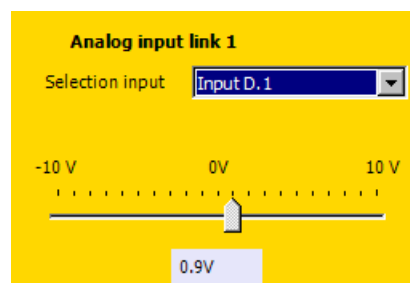 Analog input link 1
Selection input Input D.1
-10 V 0V 10 V
0.9V